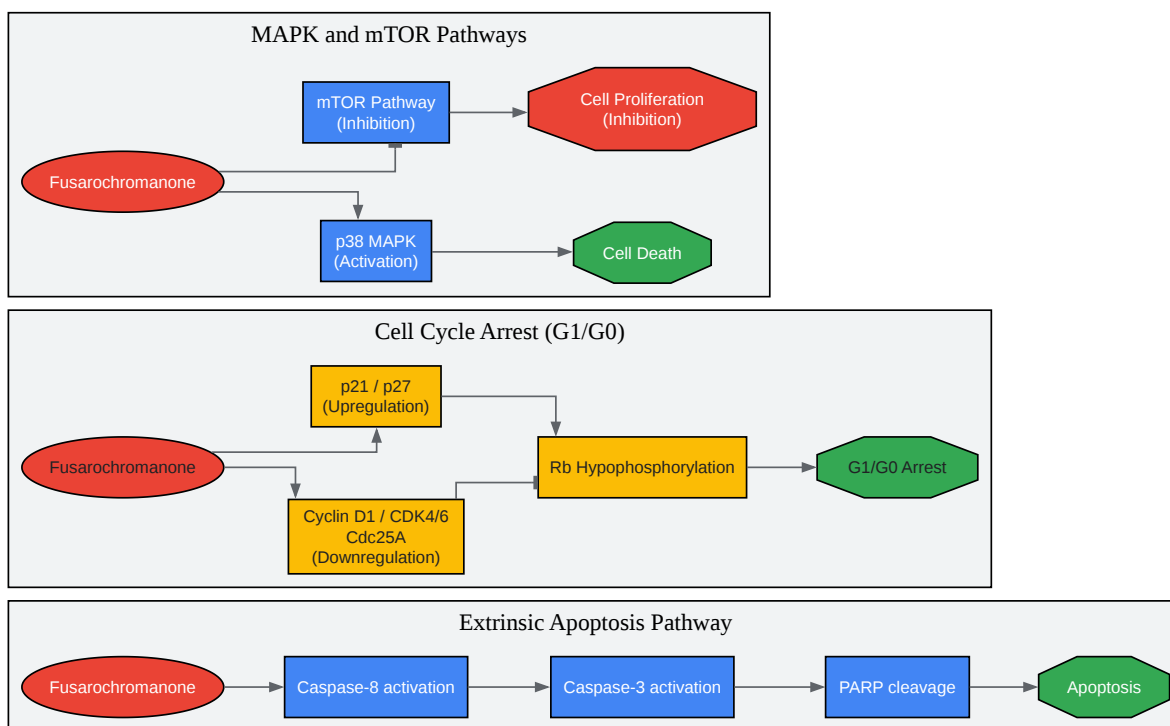 MAPK and mTOR Pathways
mTOR Pathway
(Inhibition)
Cell Proliferation
(Inhibition)
Fusarochromanone
p38 MAPK
(Activation)
Cell Death
Cell Cycle Arrest (G1/G0)
p21 / p27
(Upregulation)
Fusarochromanone
Rb Hypophosphorylation
G1/G0 Arrest
Cyclin D1 / CDK4/6
Cdc25A
(Downregulation)
Extrinsic Apoptosis Pathway
Fusarochromanone
Caspase-8 activation
Caspase-3 activation
PARP cleavage
Apoptosis